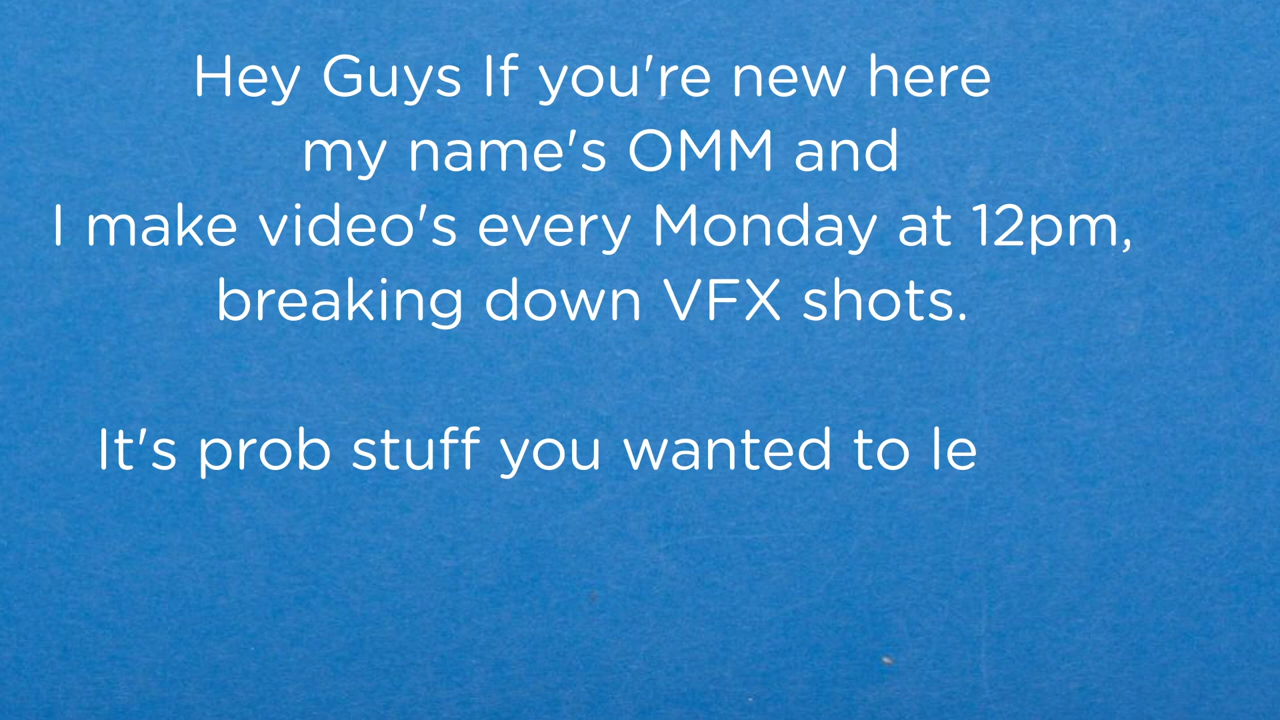 Hey Guys If you're new here
my name's OMM and
I make video's every Monday at 12pm,
breaking down VFX shots.
It's prob stuff you wanted to le